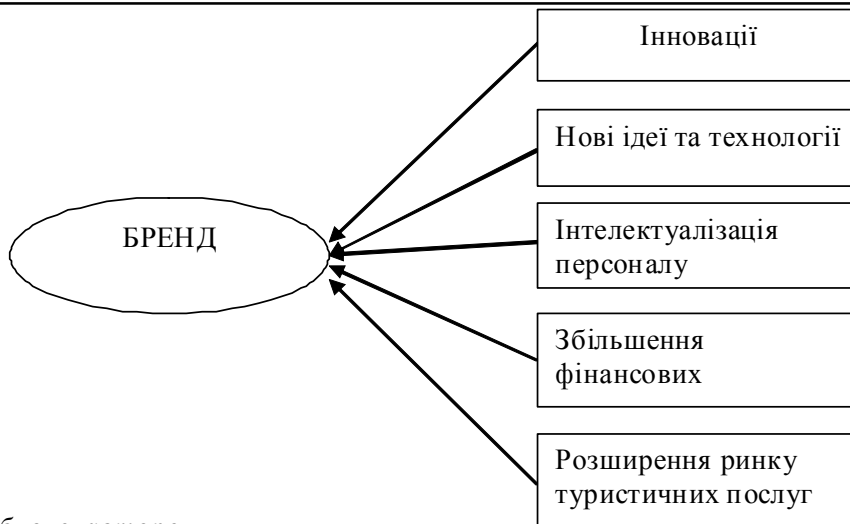 Інновації
Нові ідеї та технології
БРЕНД
Інтелектуалізація
персоналу
Збільшення
фінансових
Розширення ринку
туристичних послуг